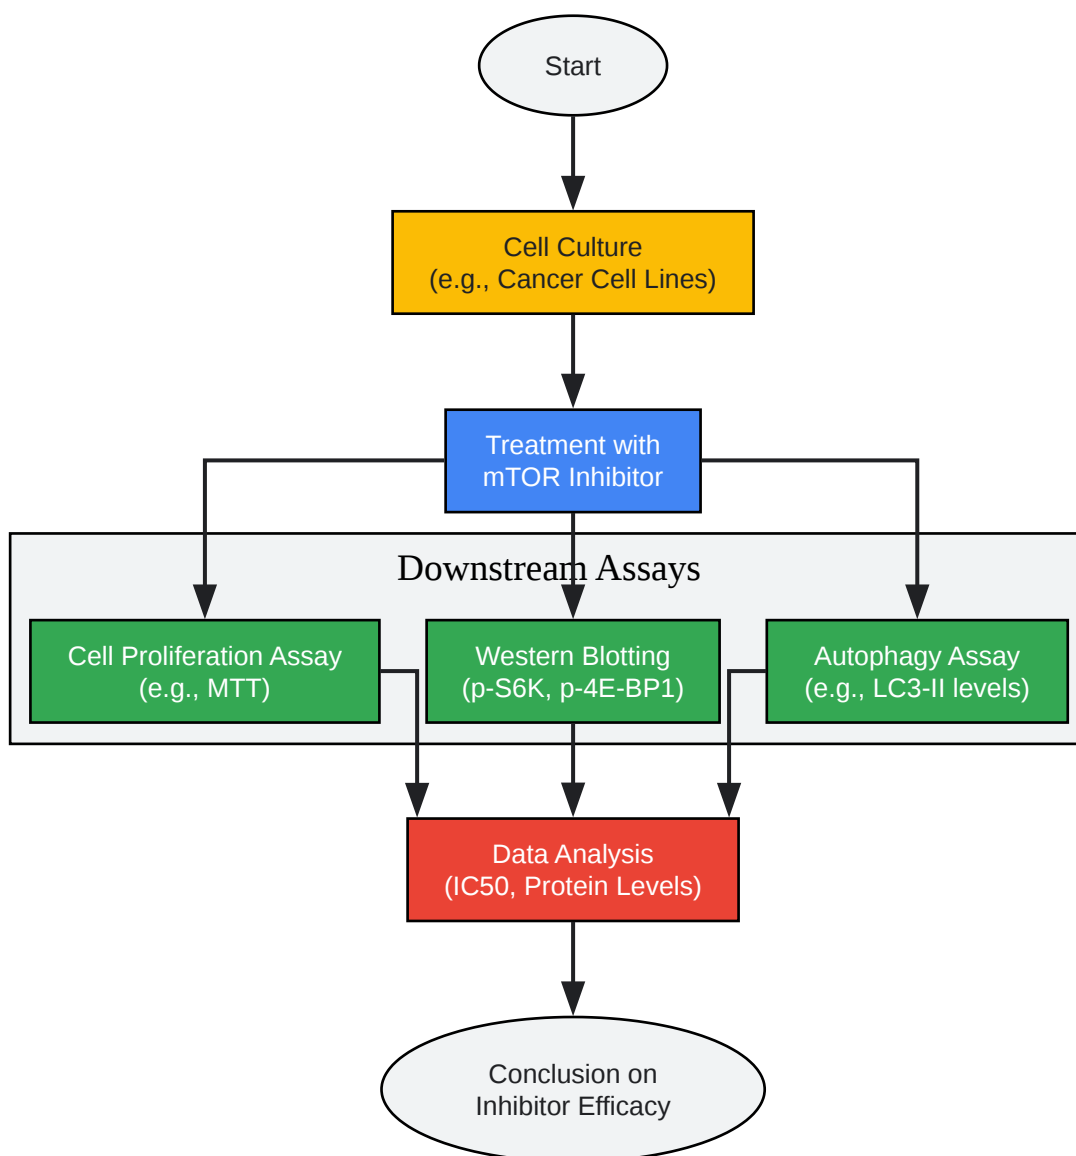 Start
Cell Culture
(e.g., Cancer Cell Lines)
Treatment with
mTOR Inhibitor
Downstream Assays
Cell Proliferation Assay
(e.g., MTT)
Western Blotting
(p-S6K, p-4E-BP1)
Autophagy Assay
(e.g., LC3-II levels)
Data Analysis
(IC50, Protein Levels)
Conclusion on
Inhibitor Efficacy